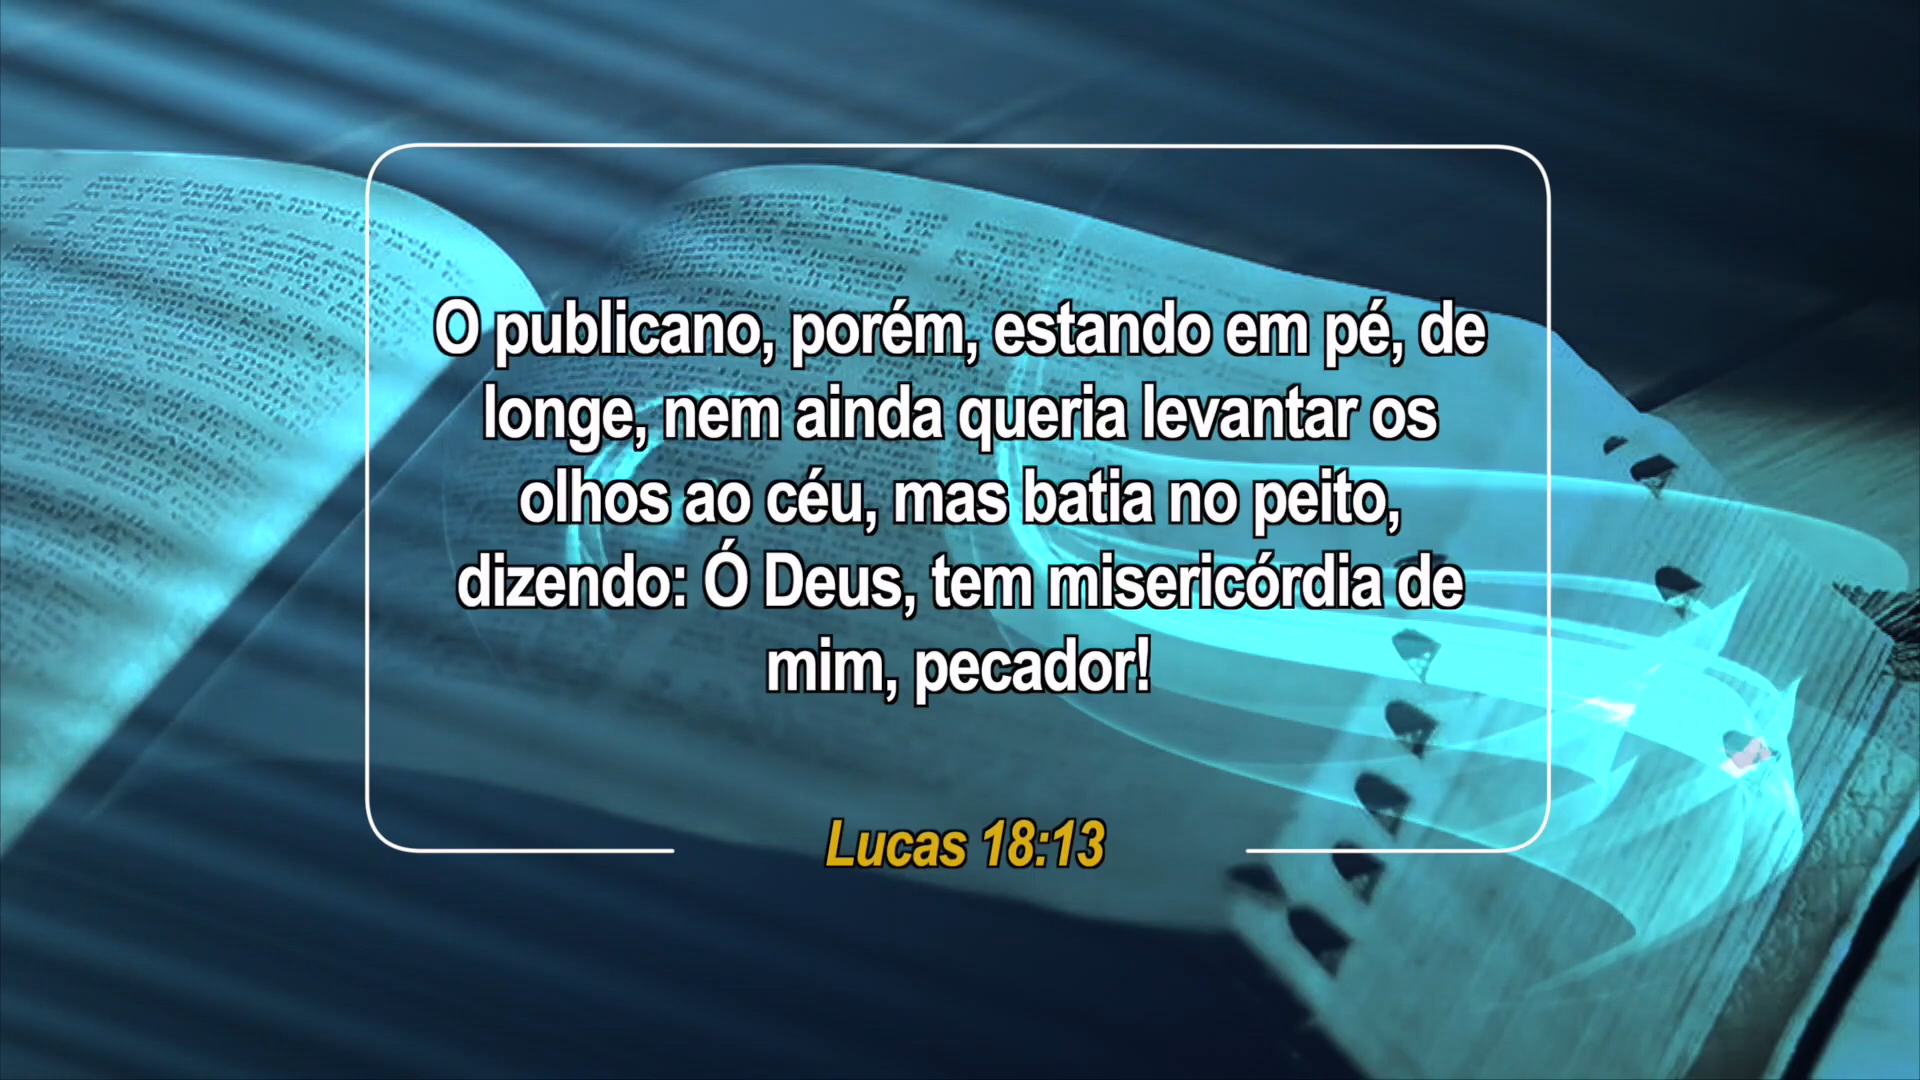 O publicano, porém, estando em pé, de
longe, nem ainda queria levantar os
olhos ao céu, mas batia no peito,
dizendo: Ó Deus, tem misericórdia de
mim, pecador!
Lucas 18:13